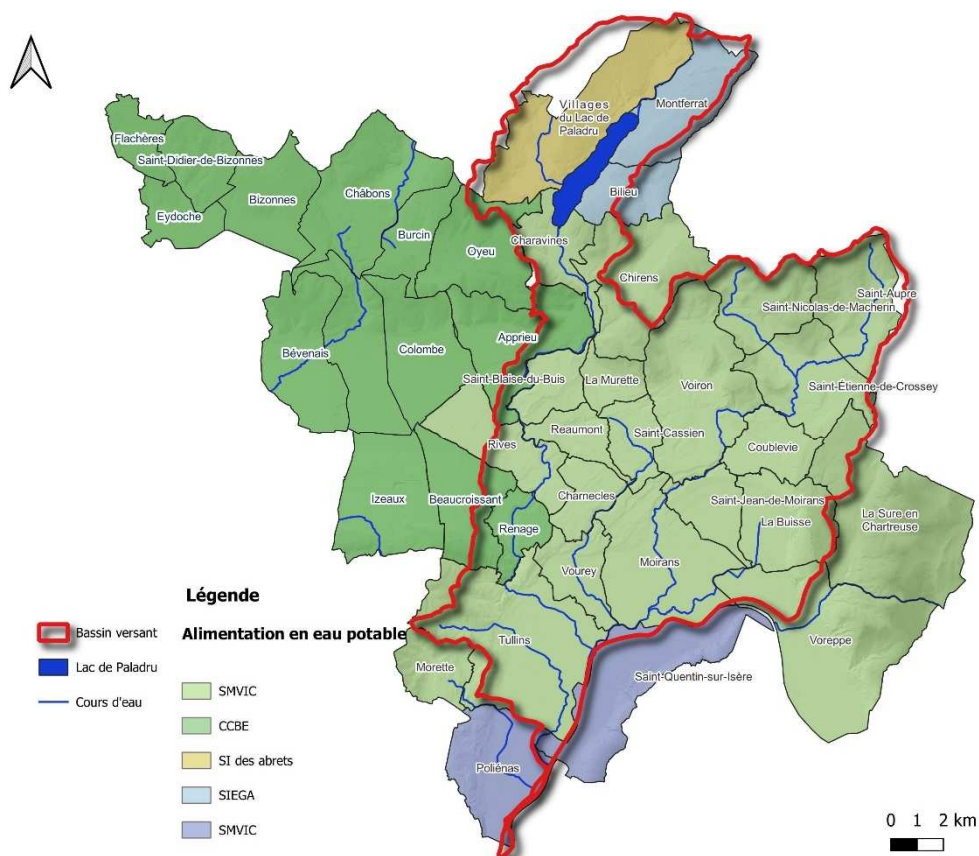 Villages
du Lac de
Paladru
Montferrat
Flachères
Saint-Didier-de-Bizonnes
Châbons
Bizonnes
Bilieu
Eydoche
Burcin
Oyeu
Charavines
Chirens
Saint-Aupre
Saint-Nicolas-de-Macherin
Apprieu
Bévenais
Colombe
Saint-Blaise-du-Buis
La Murette
Voiron
Saint-Étienne-de-Crossey
Reaumont
Saint-Cassien
Rives
Coublevie
Izeaux
Beaucroissant
Charnecles
Saint-Jean-de-Moirans
La Sure en
Chartreuse
La Buisse
Renage
Vourey
Moirans
Tullins
Voreppe
Morette
Saint-Quentin-sur-Isère
Poliénas
Légende
Bassin versant
Alimentation en eau potable
Lac de Paladru
Cours d'eau
SMVIC
CCBE
SI des abrets
SIEGA
SMVIC
0 1 2 km